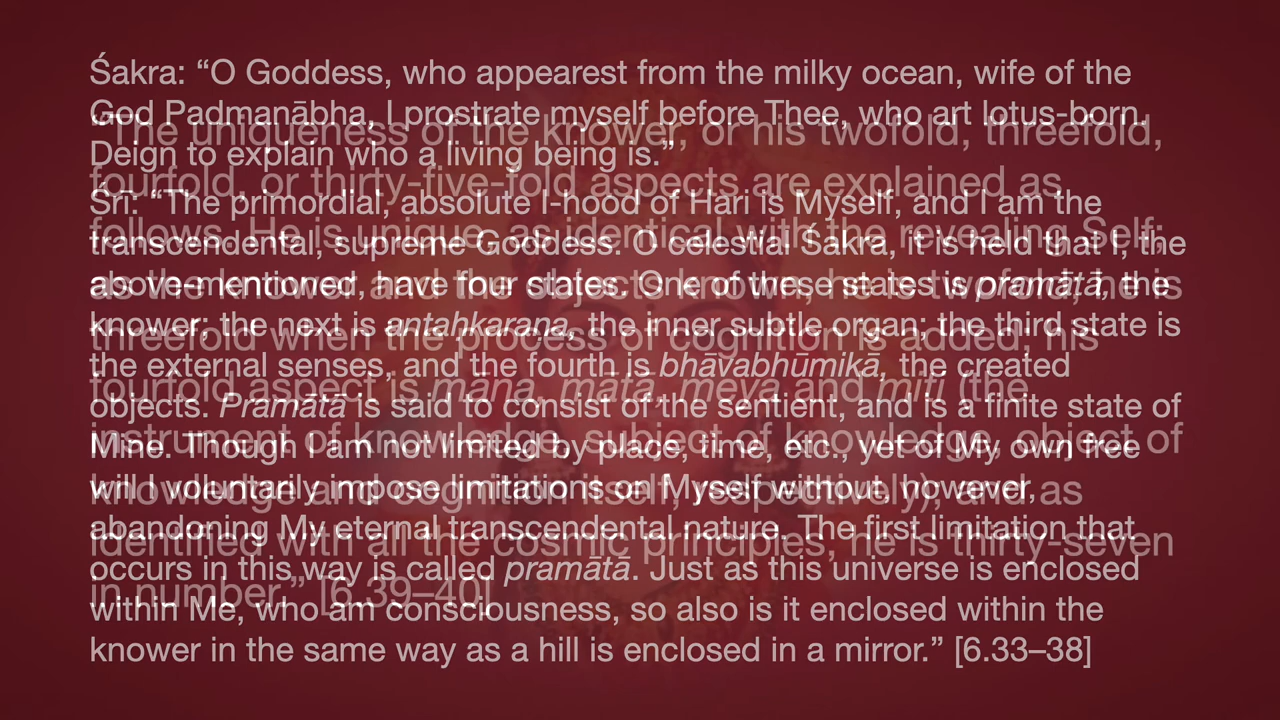 Śakra: “O Goddess, who appearest from the milky ocean, wife of the
God Padmanābha, I prostrate myself before Thee, who art lotus-born.
Deign to explain who a living being is.”
Śrī: “The primordial, absolute I-hood of Hari is Myself, and I am the
transcendental, supreme Goddess. O celestial Śakra, it is held that I, the
above-mentioned, have four states. One of these states is pramātā, the
knower; the next is antaḥkaraṇa, the inner subtle organ; the third state is
the external senses, and the fourth is bhāvabhūmikā, the created
objects. Pramātā is said to consist of the sentient, and is a finite state of
Mine. Though I am not limited by place, time, etc., yet of My own free
will I voluntarily impose limitations on Myself without, however,
abandoning My eternal transcendental nature. The first limitation that
occurs in this way is called pramātā. Just as this universe is enclosed
within Me, who am consciousness, so also is it enclosed within the
knower in the same way as a hill is enclosed in a mirror.” [6.33–38]
“The uniqueness of the knower, or his twofold, threefold,
fourfold, or thirty-five-fold aspects are explained as
follows. He is unique, as identical with the revealing Self;
as the knower and the object known, he is twofold; he is
threefold when the process of cognition is added; his
fourfold aspect is māna, mātā, meya and miti (the
instrument of knowledge, subject of knowledge, object of
knowledge and cognition itself, respectively); and as
identified with all the cosmic principles, he is thirty-seven
in number.” [6.39–40]